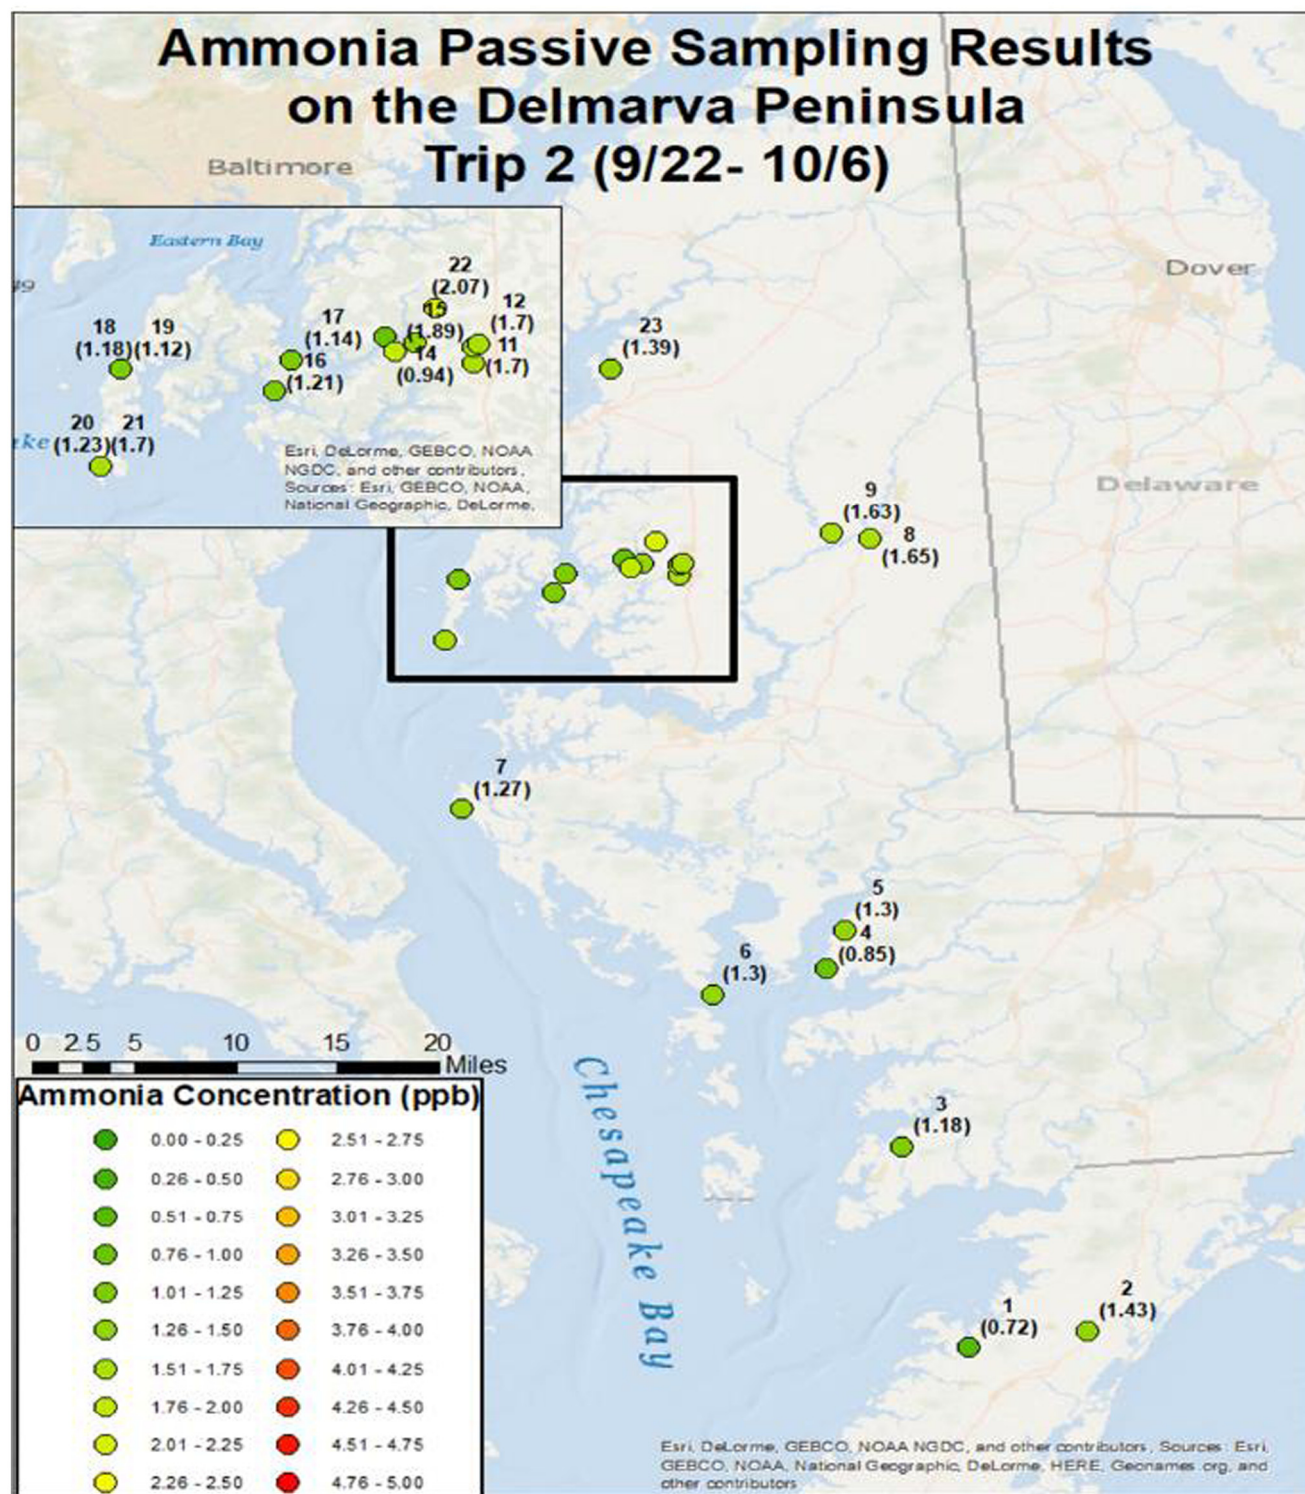 Ammonia Passive Sampling Results
on the Delmarva Peninsula
Trip 2 (9/22- 10/6)
Baltimore
Dover
Delaware
Eastern Bay
22
(2.07)
12
(1.7)
17
(1.14)
15
(1.89)
11
(1.7)
14
(0.94)
18
(1.18)
19
(1.12)
16
(1.21)
20
(1.23)
21
(1.7)
Esri, DeLorme, GEBCO, NOAA
NGDC, and other contributors,
Sources: Esri, GEBCO, NOAA,
National Geographic, DeLorme,
23
(1.39)
9
(1.63)
8
(1.65)
7
(1.27)
5
(1.3)
4
(0.85)
6
(1.3)
3
(1.18)
2
(1.43)
1
(0.72)
Chesapeake Bay
0 2.5 5 10 15 20
Miles
Ammonia Concentration (ppb)
0.00 - 0.25 2.51 - 2.75
0.26 - 0.50 2.76 - 3.00
0.51 - 0.75 3.01 - 3.25
0.76 - 1.00 3.26 - 3.50
1.01 - 1.25 3.51 - 3.75
1.26 - 1.50 3.76 - 4.00
1.51 - 1.75 4.01 - 4.25
1.76 - 2.00 4.26 - 4.50
2.01 - 2.25 4.51 - 4.75
2.26 - 2.50 4.76 - 5.00
Esri, DeLorme, GEBCO, NOAA NGDC, and other contributors, Sources: Esri,
GEBCO, NOAA, National Geographic, DeLorme, HERE, Geonames.org, and
other contributors